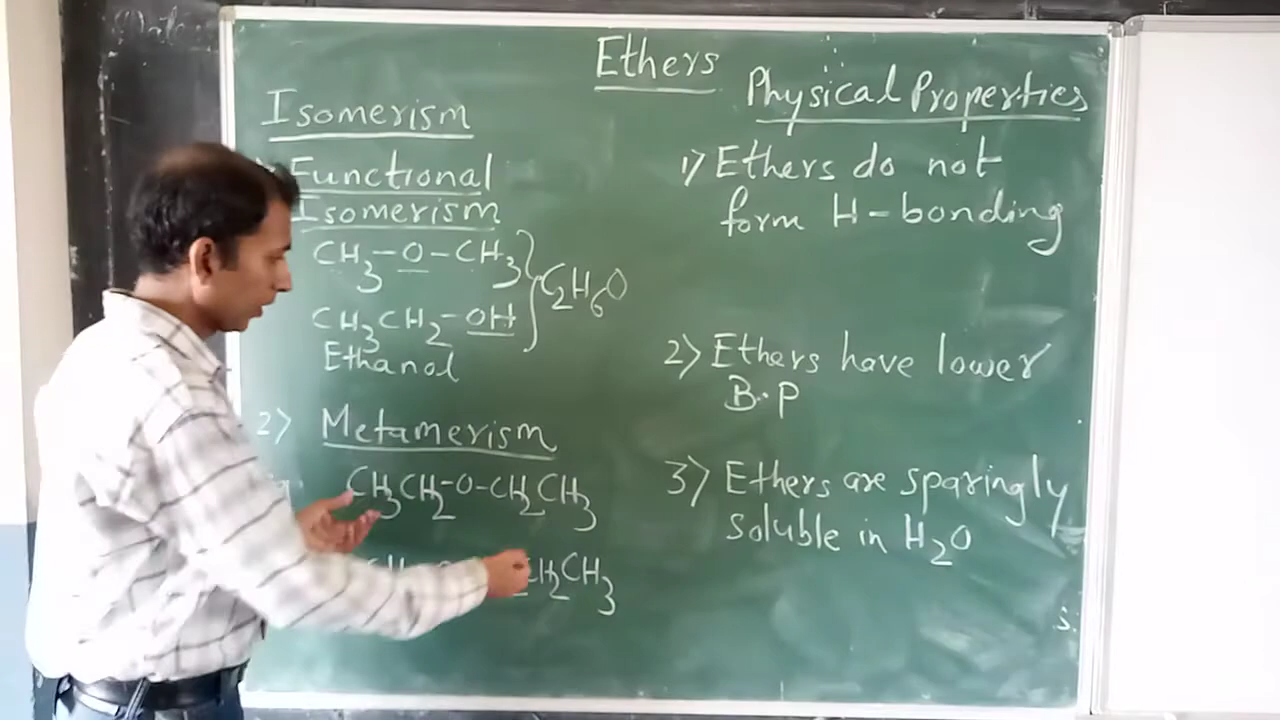 Ethers
Isomerism
Functional
Isomerism
CH3-O-CH3
CH3CH2-OH
} C2H6O
Ethanol
2) Metamerism
CH3CH2-O-CH2CH3
CH2CH3
Physical Properties
1) Ethers do not
form H-bonding
2) Ethers have lower
B.P
3) Ethers are sparingly
soluble in H2O